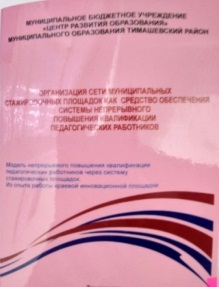 МУНИЦИПАЛЬНОЕ БЮДЖЕТНОЕ УЧРЕЖДЕНИЕ
«ЦЕНТР РАЗВИТИЯ ОБРАЗОВАНИЯ»
МУНИЦИПАЛЬНОГО ОБРАЗОВАНИЯ ТИМАШЕВСКИЙ РАЙОН
ОРГАНИЗАЦИЯ СЕТИ МУНИЦИПАЛЬНЫХ
СТАЖИРОВОЧНЫХ ПЛОЩАДОК КАК СРЕДСТВО ОБЕСПЕЧЕНИЯ
СИСТЕМЫ НЕПРЕРЫВНОГО
ПОВЫШЕНИЯ КВАЛИФИКАЦИИ
ПЕДАГОГИЧЕСКИХ РАБОТНИКОВ
Модель непрерывного повышения квалификации
педагогических работников через систему
стажировочных площадок.
Из опыта работы краевой инновационной площадки